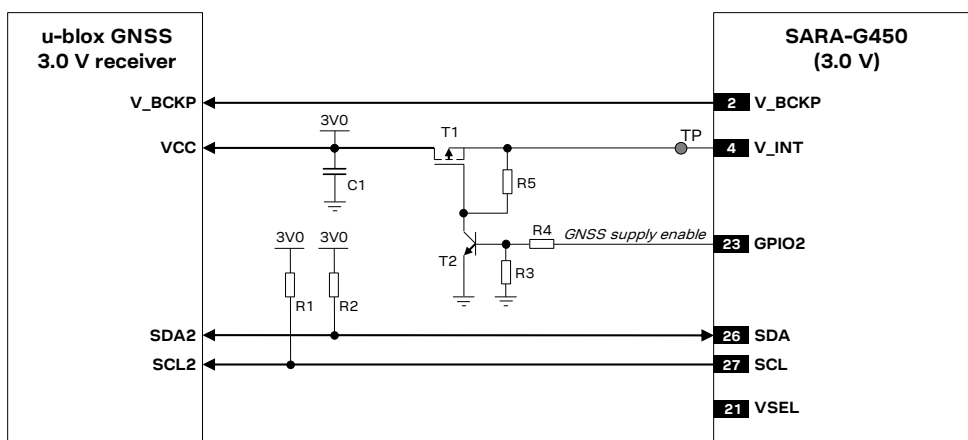 u-blox GNSS
3.0 V receiver
SARA-G450
(3.0 V)
V_BCKP
2 V_BCKP
3V0
T1
TP
VCC
4 V_INT
C1
R5
R4
GNSS supply enable
23 GPIO2
3V0
3V0
T2
R3
R1
R2
SDA2
26 SDA
SCL2
27 SCL
21 VSEL